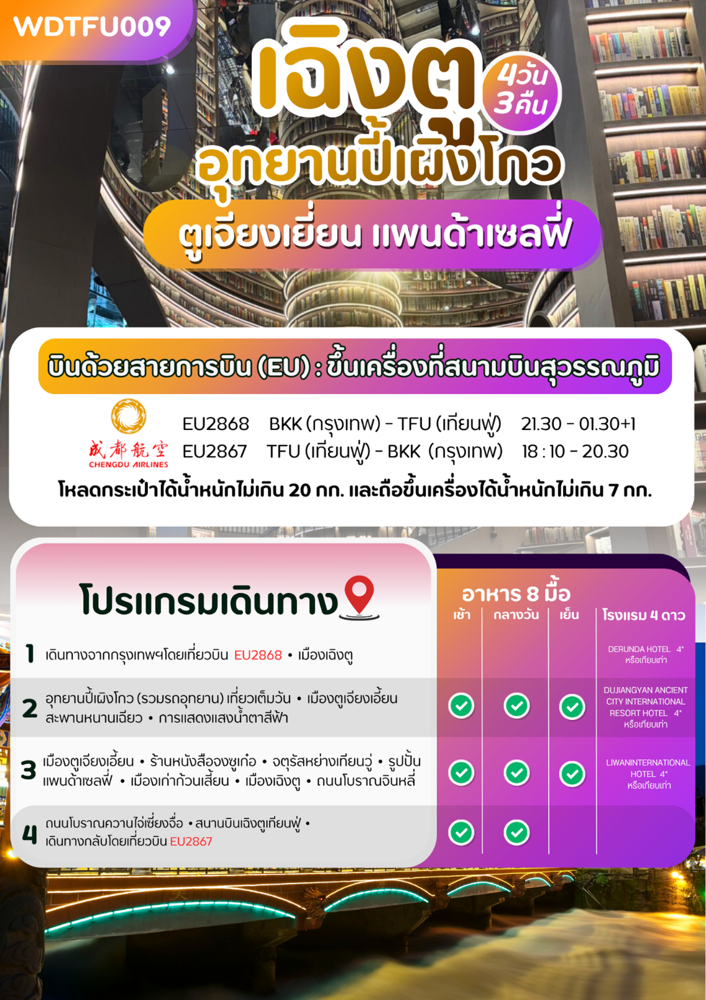 WDTFU009
เฉิงตู
4วัน
3คืน
อุทยานปี้เผิงโกว
ตูเจียงเยี่ยน แพนด้าเซลฟี่
บินด้วยสายการบิน (EU) : ขึ้นเครื่องที่สนามบินสุวรรณภูมิ
成都航空
CHENGDU AIRLINES
EU2868 BKK (กรุงเทพ) - TFU (เทียนฟู่) 21.30 - 01.30+1
EU2867 TFU (เทียนฟู่) - BKK (กรุงเทพ) 18 : 10 - 20.30
โหลดกระเป๋าได้น้ำหนักไม่เกิน 20 กก. และถือขึ้นเครื่องได้น้ำหนักไม่เกิน 7 กก.
โปรแกรมเดินทาง
อาหาร 8 มื้อ
เช้า กลางวัน เย็น โรงแรม 4 ดาว
1 เดินทางจากกรุงเทพฯโดยเที่ยวบิน EU2868 • เมืองเฉิงตู
DERUNDA HOTEL 4*
หรือเทียบเท่า
2 อุทยานปี้เผิงโกว (รวมรถอุทยาน) เที่ยวเต็มวัน • เมืองตูเจียงเอี้ยน
สะพานหนานเฉียว • การแสดงแสงน้ำตาสีฟ้า
DUJIANGYAN ANCIENT
CITY INTERNATIONAL
RESORT HOTEL 4*
หรือเทียบเท่า
3 เมืองตูเจียงเอี้ยน • ร้านหนังสือจงซูเก๋อ • จตุรัสหย่างเทียนวู่ • รูปปั้น
แพนด้าเซลฟี่ • เมืองเก่าก้วนเสี้ยน • เมืองเฉิงตู • ถนนโบราณจินหลี่
LIWANINTERNATIONAL
HOTEL 4*
หรือเทียบเท่า
4 ถนนโบราณควานไจ่เซี่ยงจื่อ • สนานบินเฉิงตูเทียนฟู่ •
เดินทางกลับโดยเที่ยวบิน EU2867